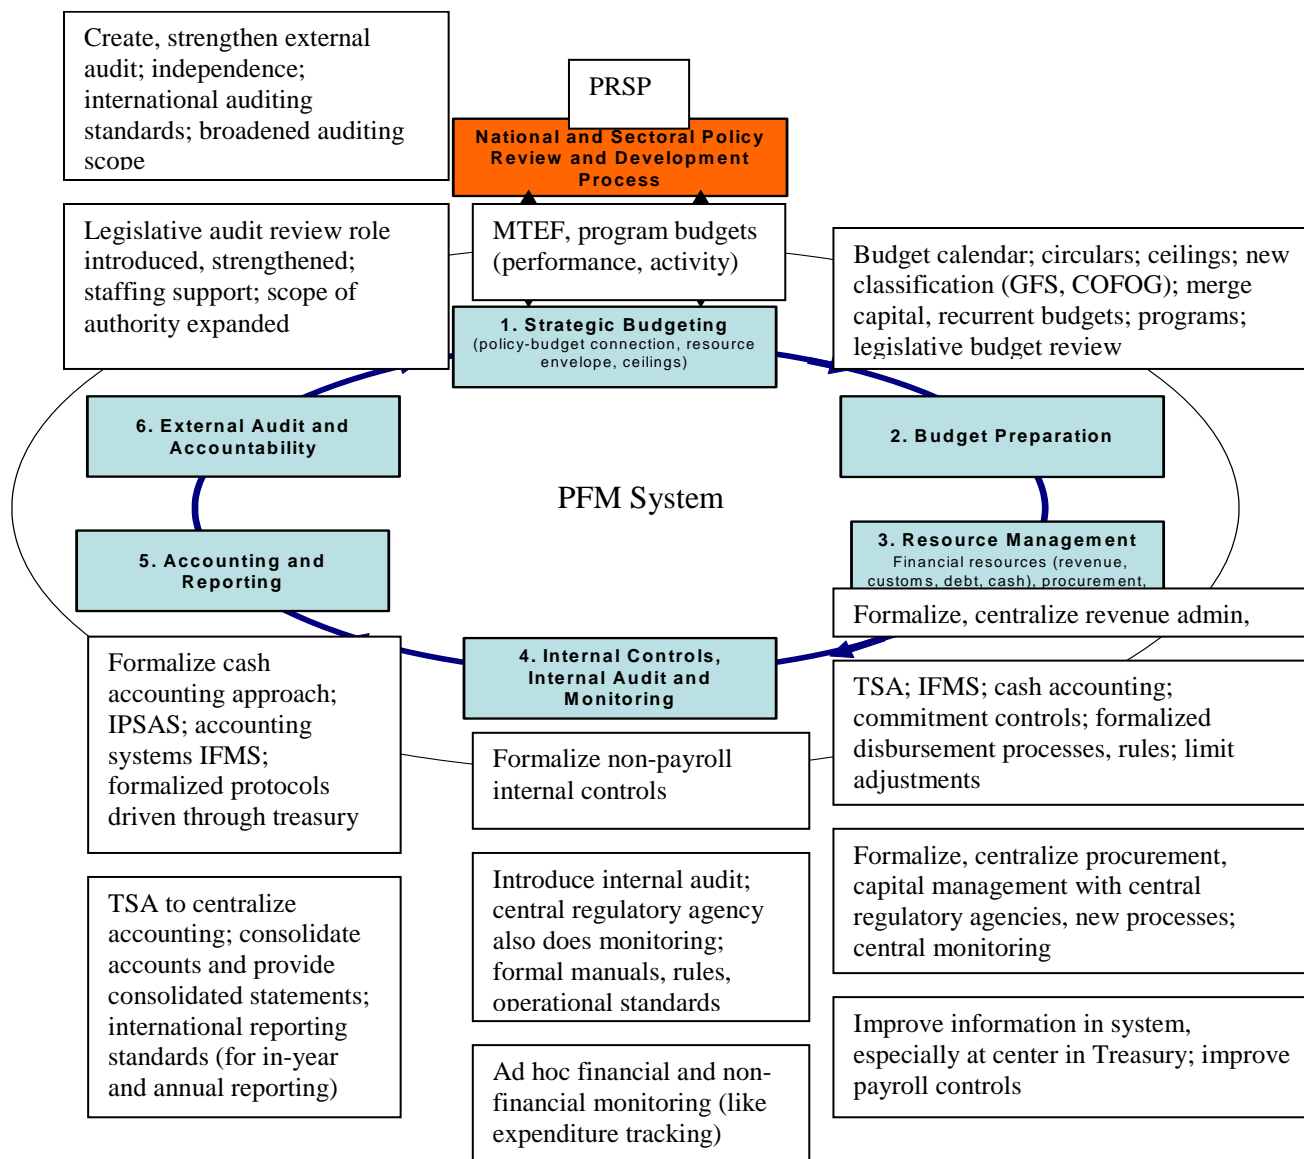 Create, strengthen external
audit; independence;
international auditing
standards; broadened auditing
scope
PRSP
National and Sectoral Policy
Review and Development
Process
Legislative audit review role
introduced, strengthened;
staffing support; scope of
authority expanded
MTEF, program budgets
(performance, activity)
Budget calendar; circulars; ceilings; new
classification (GFS, COFOG); merge
capital, recurrent budgets; programs;
legislative budget review
1. Strategic Budgeting
(policy-budget connection, resource
envelope, ceilings)
6. External Audit and
Accountability
2. Budget Preparation
PFM System
5. Accounting and
Reporting
3. Resource Management
Financial resources (revenue,
customs, debt, cash), procurement,
Formalize, centralize revenue admin,
4. Internal Controls,
Internal Audit and
Monitoring
Formalize cash
accounting approach;
IPSAS; accounting
systems IFMS;
formalized protocols
driven through treasury
TSA; IFMS; cash accounting;
commitment controls; formalized
disbursement processes, rules; limit
adjustments
Formalize non-payroll
internal controls
Formalize, centralize procurement,
capital management with central
regulatory agencies, new processes;
central monitoring
Introduce internal audit;
central regulatory agency
also does monitoring;
formal manuals, rules,
operational standards
TSA to centralize
accounting; consolidate
accounts and provide
consolidated statements;
international reporting
standards (for in-year
and annual reporting)
Improve information in system,
especially at center in Treasury; improve
payroll controls
Ad hoc financial and non-
financial monitoring (like
expenditure tracking)